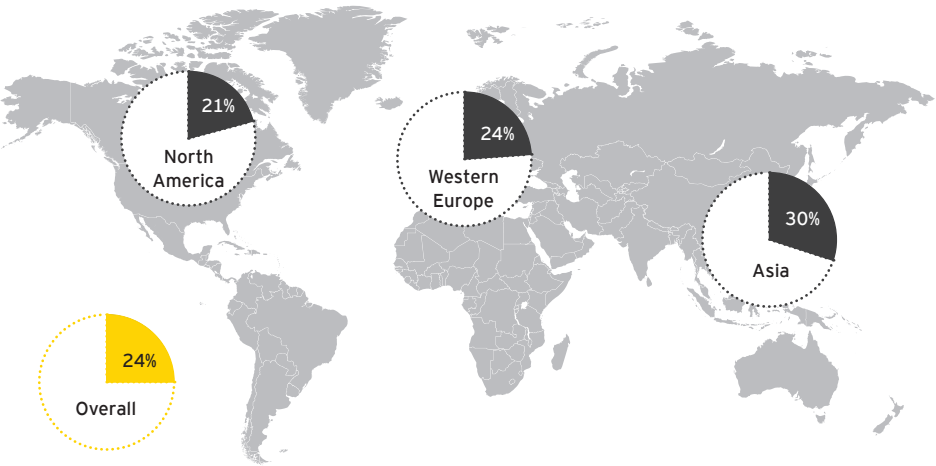 21%
North
America
24%
Western
Europe
30%
Asia
24%
Overall